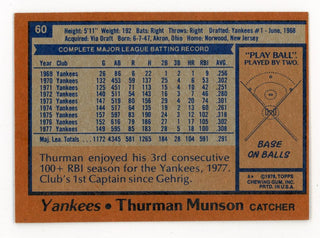 60
Height: 5'11" Weight: 192 Bats: Right Throws: Right Drafted: Yankees #1-June, 1968
Acquired: Via Draft Born: 6-7-47, Akron, Ohio Home: Norwood, New Jersey
COMPLETE MAJOR LEAGUE BATTING RECORD
YEAR CLUB G AB R H 2B 3B HR RBI AVG
1969 Yankees 26 86 6 22 1 2 1 9 .256
1970 Yankees 132 453 59 137 25 4 6 53 .302
1971 Yankees 125 451 71 113 15 4 10 42 .251
1972 Yankees 140 511 54 143 16 3 7 46 .280
1973 Yankees 147 519 80 156 29 4 20 74 .301
1974 Yankees 144 517 64 135 19 2 13 60 .261
1975 Yankees 157 597 83 190 24 3 12 102 .318
1976 Yankees 152 616 79 186 27 1 17 105 .302
1977 Yankees 149 595 85 183 28 5 18 100 .308
Maj. Lea. Totals 1172 4345 581 1265 184 28 104 591 .291
Thurman enjoyed his 3rd consecutive
100+ RBI season for the Yankees, 1977.
Club's 1st Captain since Gehrig.
"PLAY BALL"
PLAYED BY TWO.
BASE
ON BALLS
A* © 1978, TOPPS
CHEWING GUM, INC.
PRTD. IN U.S.A.
Yankees • Thurman Munson CATCHER